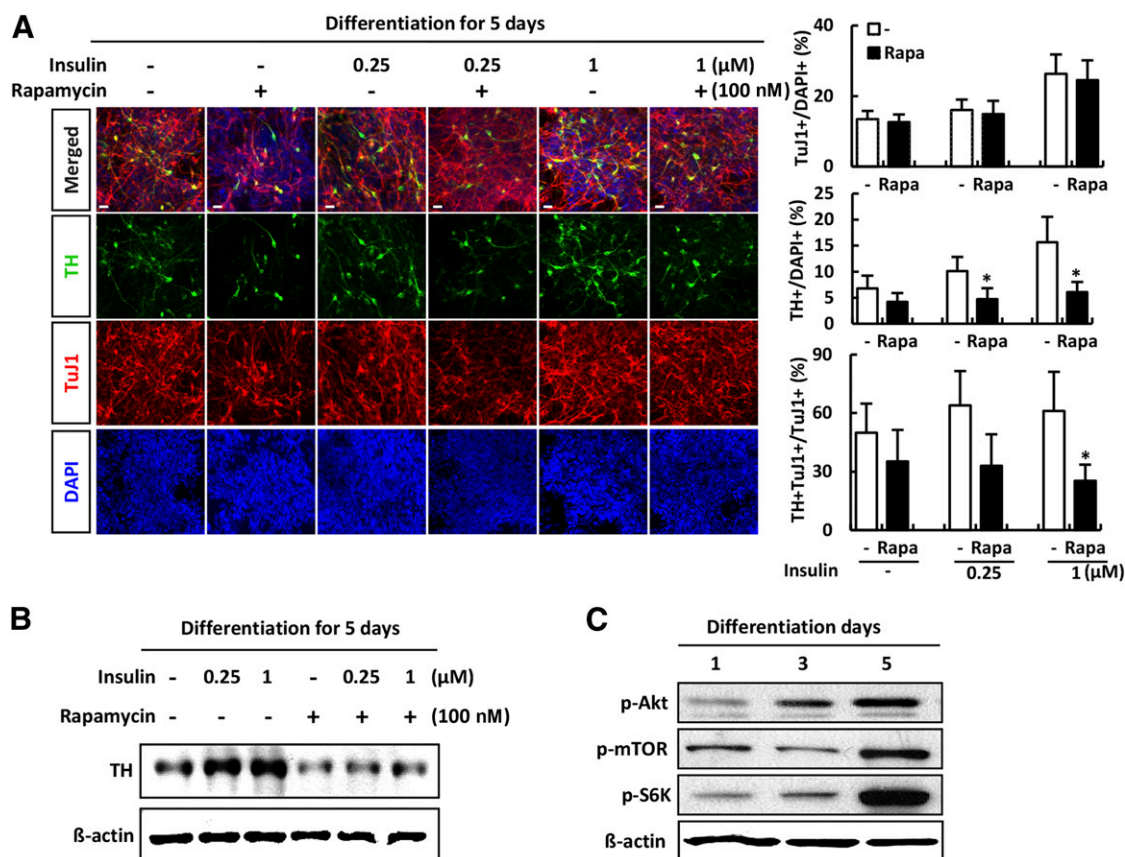 A
Differentiation for 5 days
Insulin - - 0.25 0.25 1 1 (μM)
Rapamycin - + - + - + (100 nM)
Merged
TH
TuJ1
DAPI
TuJ1+/DAPI+ (%)
40
20
0
-
Rapa
- Rapa - Rapa - Rapa
TH+/DAPI+ (%)
25
20
15
10
5
0
* *
- Rapa - Rapa - Rapa
TH+TuJ1+/TuJ1+ (%)
90
60
30
0
*
- Rapa - Rapa - Rapa
Insulin - 0.25 1 (μM)
B
Differentiation for 5 days
Insulin - 0.25 1 - 0.25 1 (μM)
Rapamycin - - - + + + (100 nM)
TH
ß-actin
C
Differentiation days
1 3 5
p-Akt
p-mTOR
p-S6K
ß-actin